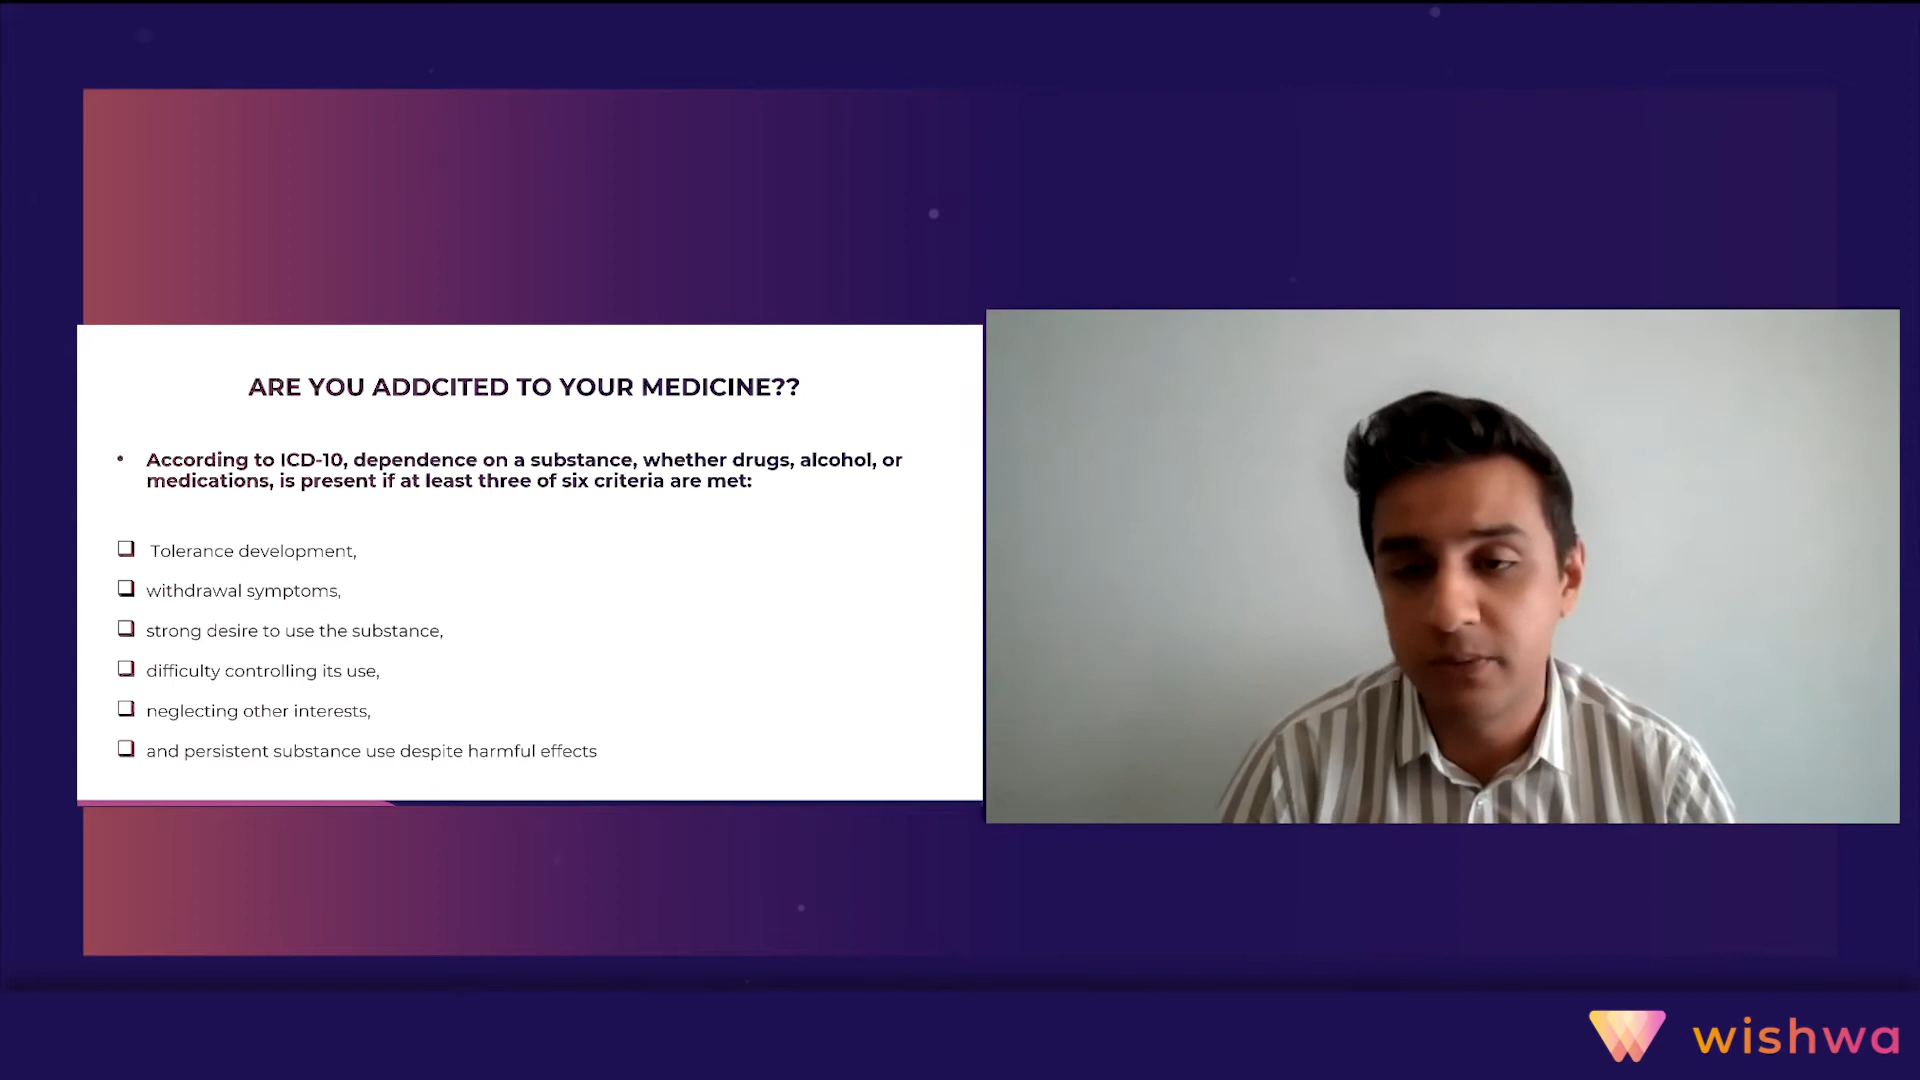 ARE YOU ADDCITED TO YOUR MEDICINE??
• According to ICD-10, dependence on a substance, whether drugs, alcohol, or
medications, is present if at least three of six criteria are met:
❑ Tolerance development,
❑ withdrawal symptoms,
❑ strong desire to use the substance,
❑ difficulty controlling its use,
❑ neglecting other interests,
❑ and persistent substance use despite harmful effects
wishwa